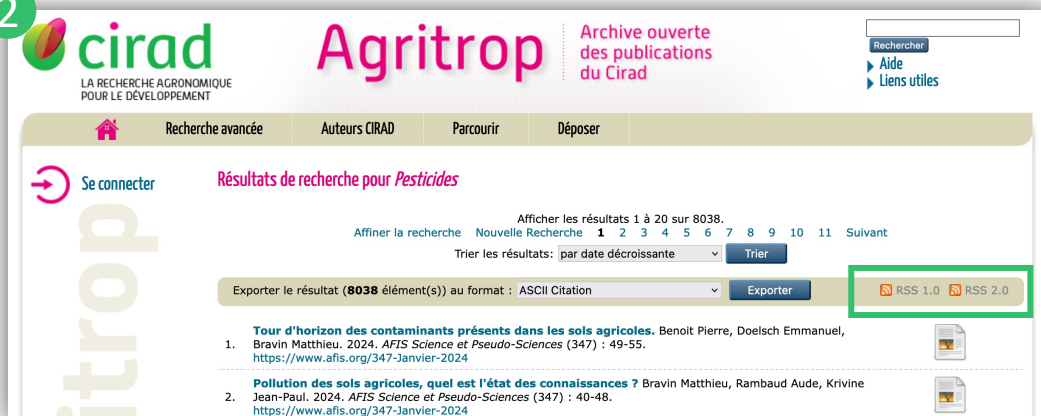 2
cirad
LA RECHERCHE AGRONOMIQUE
POUR LE DÉVELOPPEMENT
Agritrop
Archive ouverte
des publications
du Cirad
Rechercher
Aide
Liens utiles
Recherche avancée Auteurs CIRAD Parcourir Déposer
Se connecter
Résultats de recherche pour Pesticides
Afficher les résultats 1 à 20 sur 8038.
Affiner la recherche Nouvelle Recherche 1 2 3 4 5 6 7 8 9 10 11 Suivant
Trier les résultats: par date décroissante Trier
Exporter le résultat (8038 élément(s)) au format : ASCII Citation Exporter RSS 1.0 RSS 2.0
1. Tour d'horizon des contaminants présents dans les sols agricoles. Benoit Pierre, Doelsch Emmanuel,
Bravin Matthieu. 2024. AFIS Science et Pseudo-Sciences (347) : 49-55.
https://www.afis.org/347-Janvier-2024
2. Pollution des sols agricoles, quel est l'état des connaissances ? Bravin Matthieu, Rambaud Aude, Krivine
Jean-Paul. 2024. AFIS Science et Pseudo-Sciences (347) : 40-48.
https://www.afis.org/347-Janvier-2024
itrop